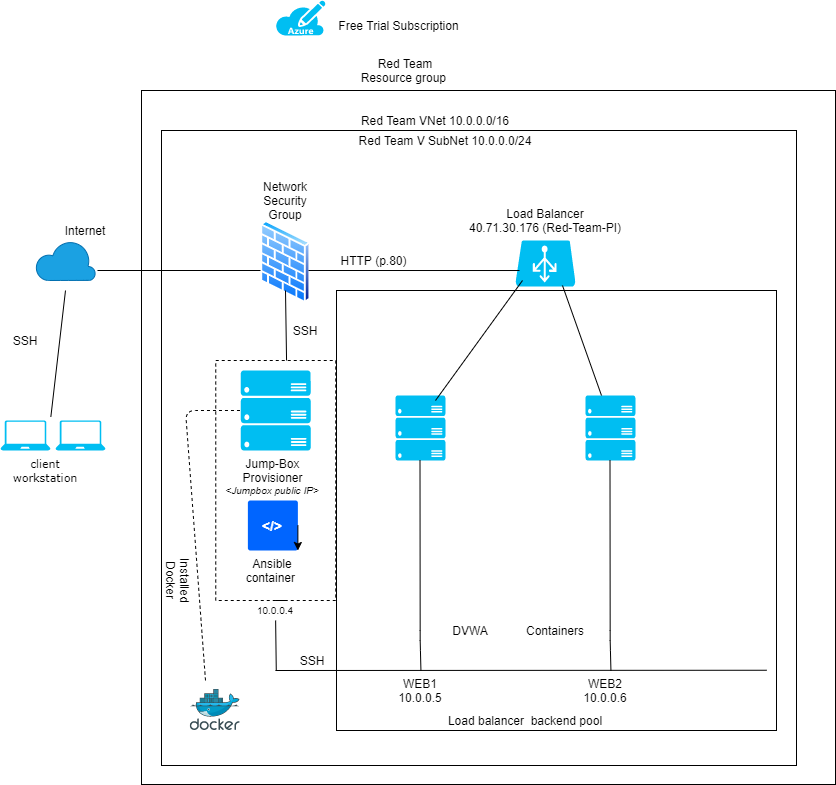 Azure
Free Trial Subscription
Red Team
Resource group
Red Team VNet 10.0.0.0/16
Red Team V SubNet 10.0.0.0/24
Network
Security
Group
Load Balancer
40.71.30.176 (Red-Team-PI)
Internet
HTTP (p.80)
SSH
SSH
client
workstation
Jump-Box
Provisioner
<Jumpbox public IP>
</>
Ansible
container
Installed
Docker
10.0.0.4
DVWA
Containers
SSH
WEB1
10.0.0.5
WEB2
10.0.0.6
docker
Load balancer backend pool